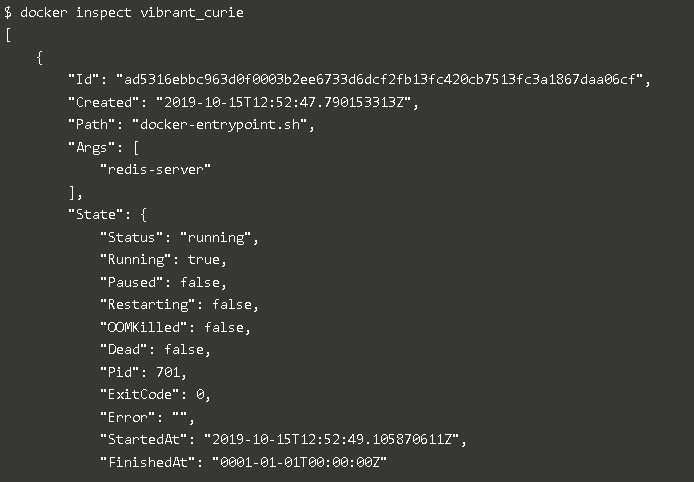 $ docker inspect vibrant_curie
[
    {
        "Id": "ad5316ebbc963d0f0003b2ee6733d6dcf2fb13fc420cb7513fc3a1867daa06cf",
        "Created": "2019-10-15T12:52:47.790153313Z",
        "Path": "docker-entrypoint.sh",
        "Args": [
            "redis-server"
        ],
        "State": {
            "Status": "running",
            "Running": true,
            "Paused": false,
            "Restarting": false,
            "OOMKilled": false,
            "Dead": false,
            "Pid": 701,
            "ExitCode": 0,
            "Error": "",
            "StartedAt": "2019-10-15T12:52:49.105870611Z",
            "FinishedAt": "0001-01-01T00:00:00Z"